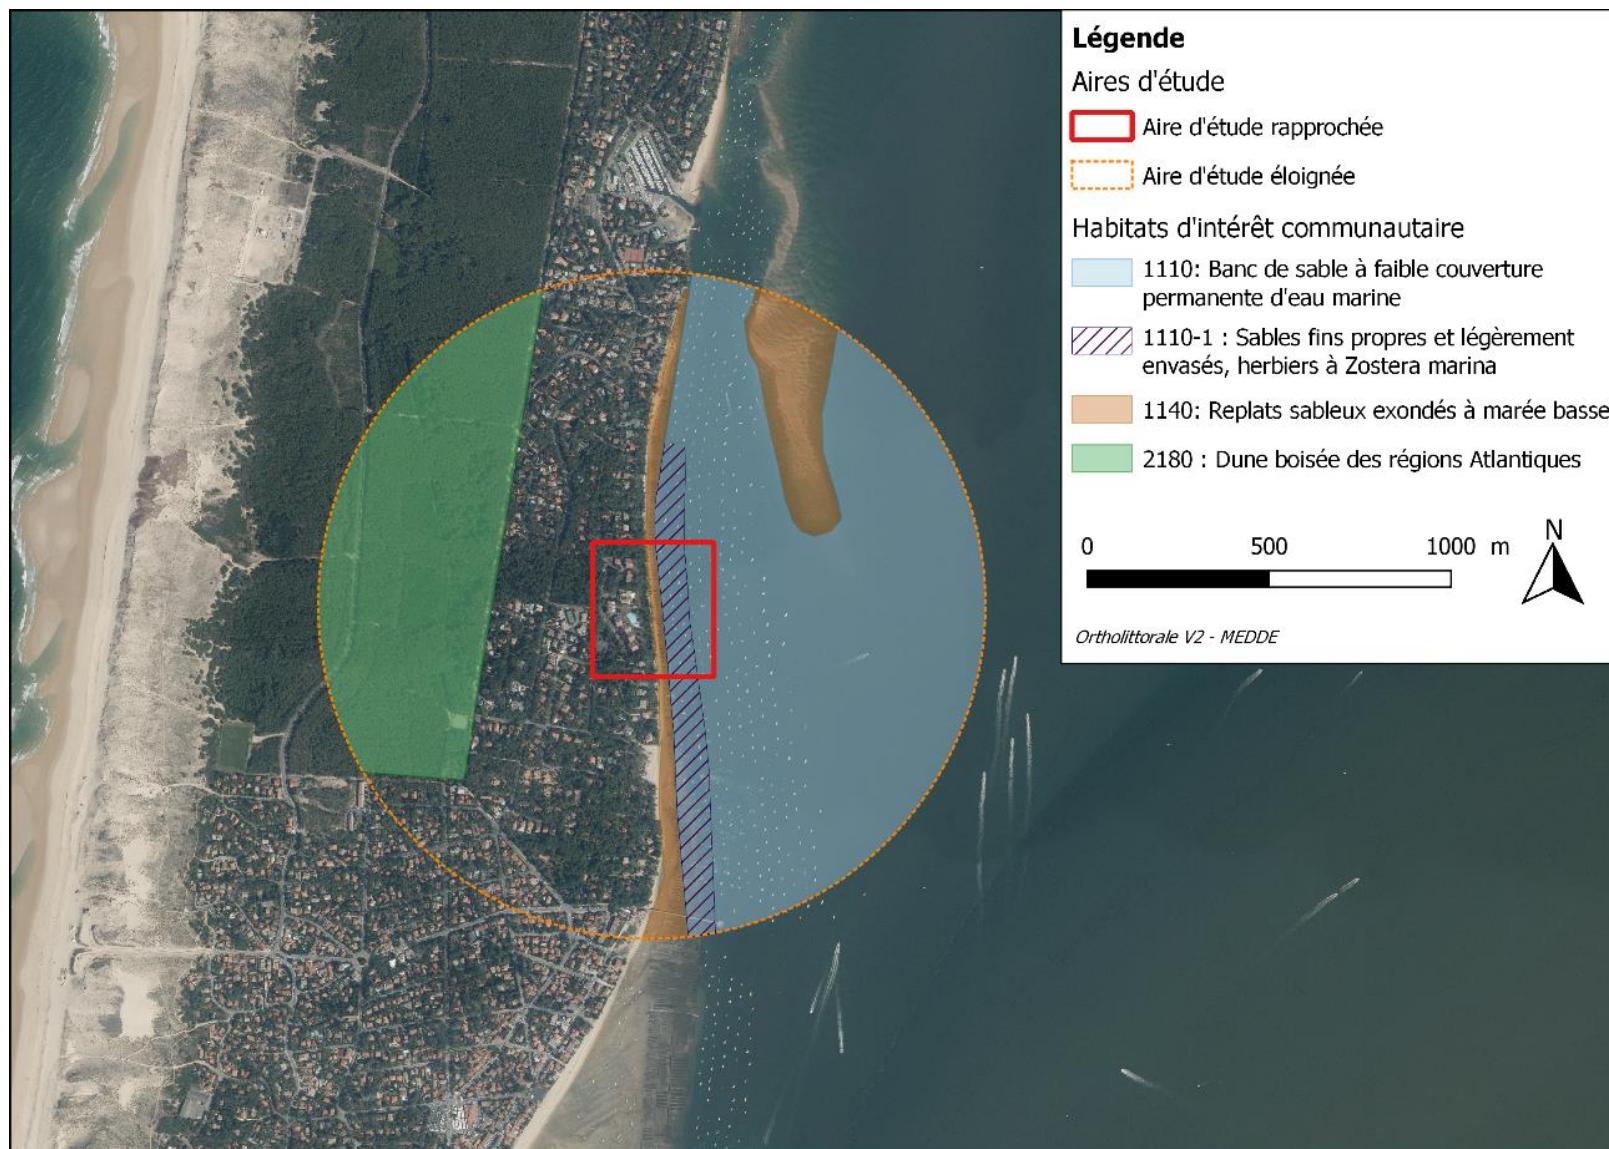 Légende
Aires d'étude
Aire d'étude rapprochée
Aire d'étude éloignée
Habitats d'intérêt communautaire
1110: Banc de sable à faible couverture
permanente d'eau marine
1110-1 : Sables fins propres et légèrement
envasés, herbiers à Zostera marina
1140: Replats sableux exondés à marée basse
2180 : Dune boisée des régions Atlantiques
0 500 1000 m
N
Ortholittorale V2 - MEDDE